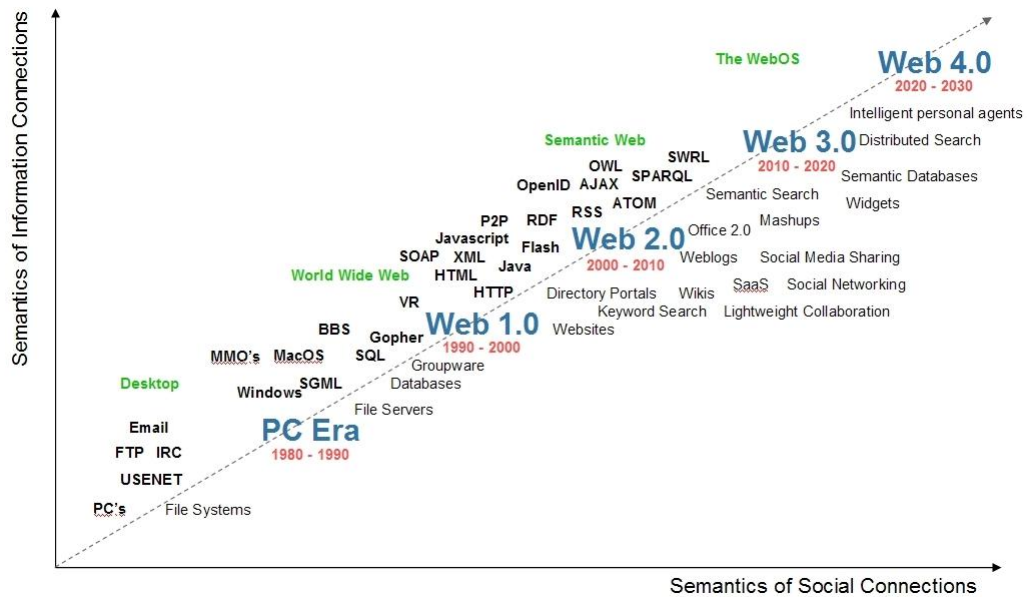 Semantics of Information Connections
The WebOS
Web 4.0
2020 - 2030
Intelligent personal agents
Semantic Web
Web 3.0
Distributed Search
2010 - 2020
SWRL
OWL
SPARQL
Semantic Databases
OpenID
AJAX
Semantic Search
ATOM
Widgets
RSS
P2P
RDF
Mashups
Office 2.0
Javascript
Flash
Web 2.0
SOAP
XML
Weblogs
Social Media Sharing
Java
2000 - 2010
World Wide Web
HTML
SaaS
Social Networking
HTTP
Directory Portals
Wikis
VR
Keyword Search
Lightweight Collaboration
BBS
Gopher
Web 1.0
Websites
1990 - 2000
MMO's
MacOS
SQL
Groupware
Desktop
SGML
Databases
Windows
File Servers
Email
PC Era
FTP
IRC
1980 - 1990
USENET
PC's
File Systems
Semantics of Social Connections